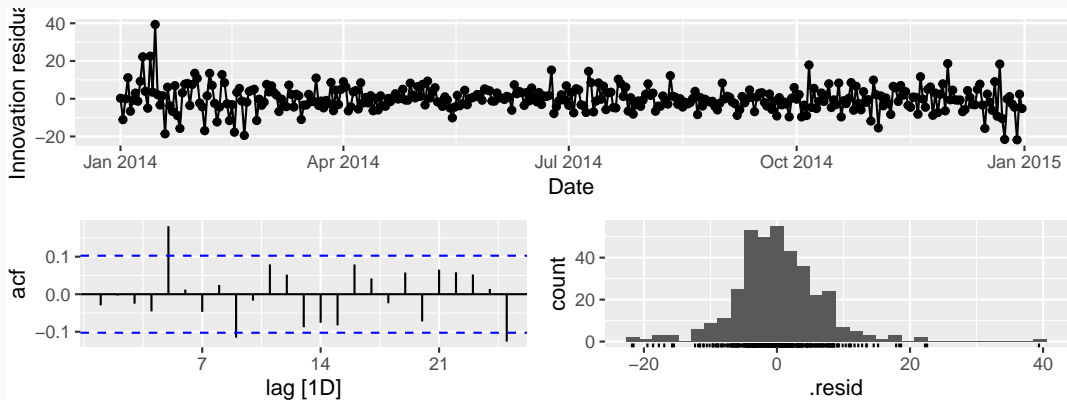 Innovation residua
40
20
0
−20
Jan 2014
Apr 2014
Jul 2014
Oct 2014
Jan 2015
Date
acf
0.1
0.0
−0.1
7
14
21
lag [1D]
count
40
20
0
−20
0
20
40
.resid